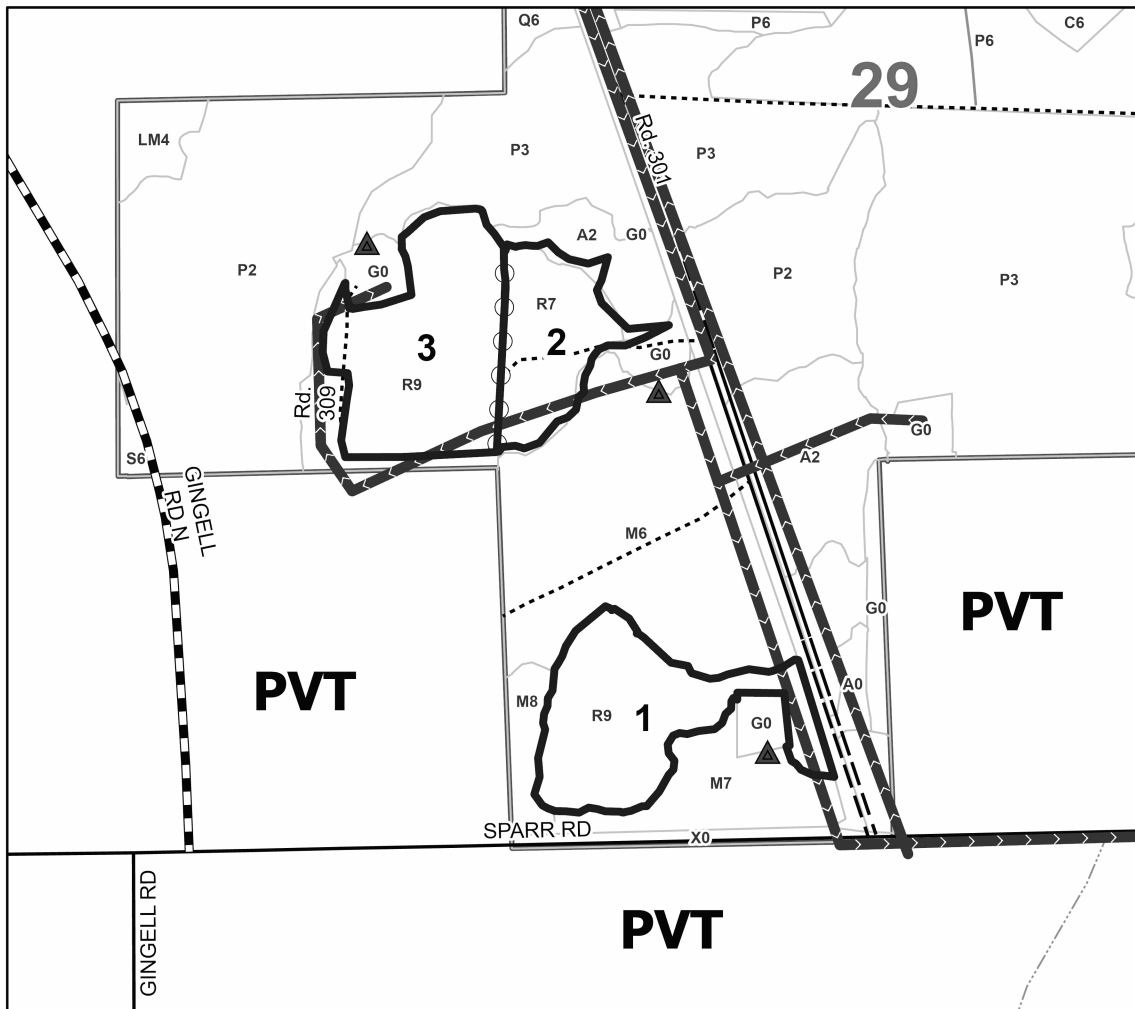 Q6
P6
C6
P6
29
LM4
P3
Rd. 301
P3
A2
G0
P2
G0
P2
P3
R7
3
2
G0
R9
Rd.
309
S6
A2
G0
GINGELL
RD N
M6
G0
PVT
PVT
M8
R9
1
A0
G0
M7
SPARR RD
X0
PVT
GINGELL RD